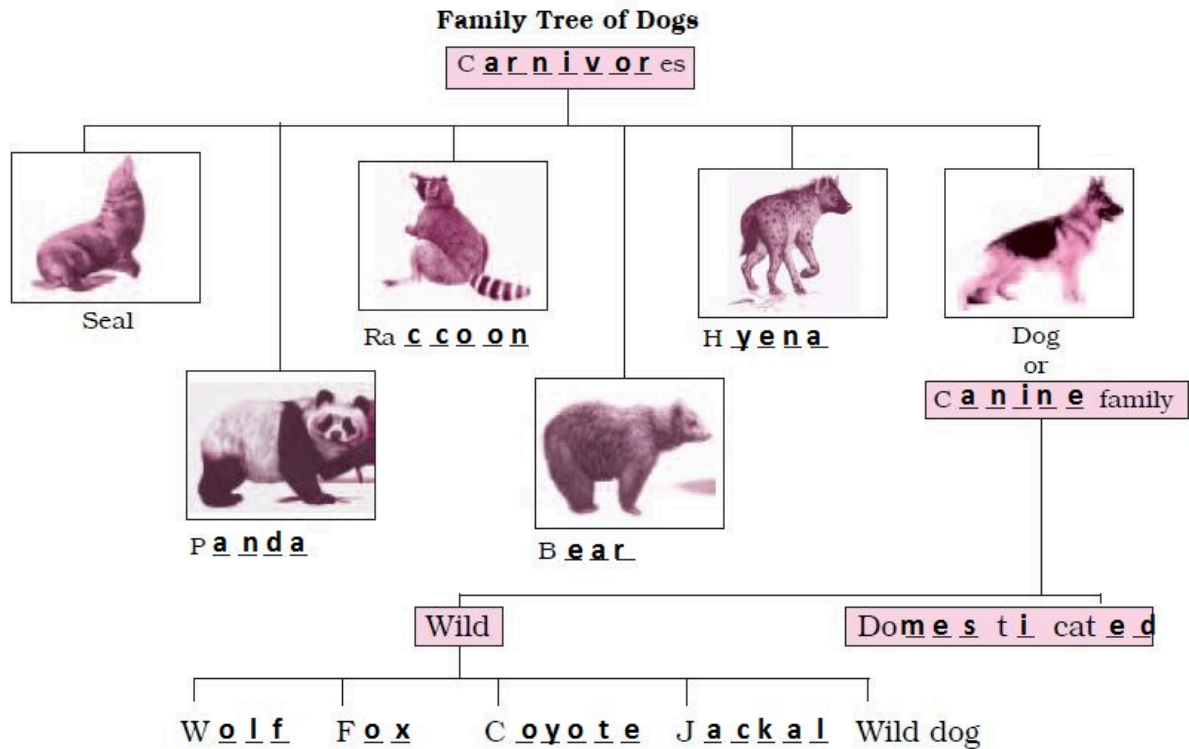 Family Tree of Dogs
Carnivores
Seal
Raccoon
Hyena
Dog
or
Canine family
Panda
Bear
Wild
Domesticated
Wolf
Fox
Coyote
Jackal
Wild dog